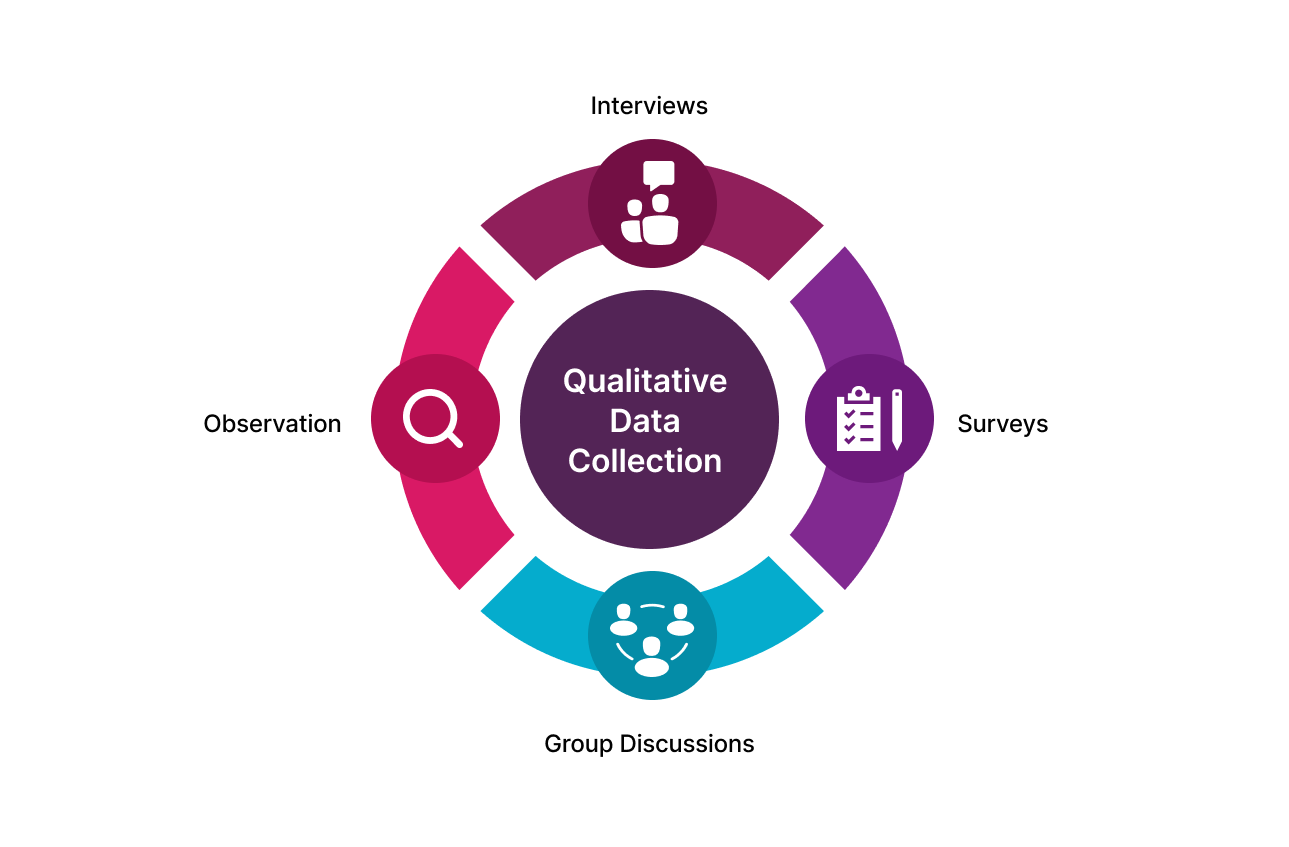 Interviews
Qualitative
Data
Collection
Observation
Surveys
Group Discussions